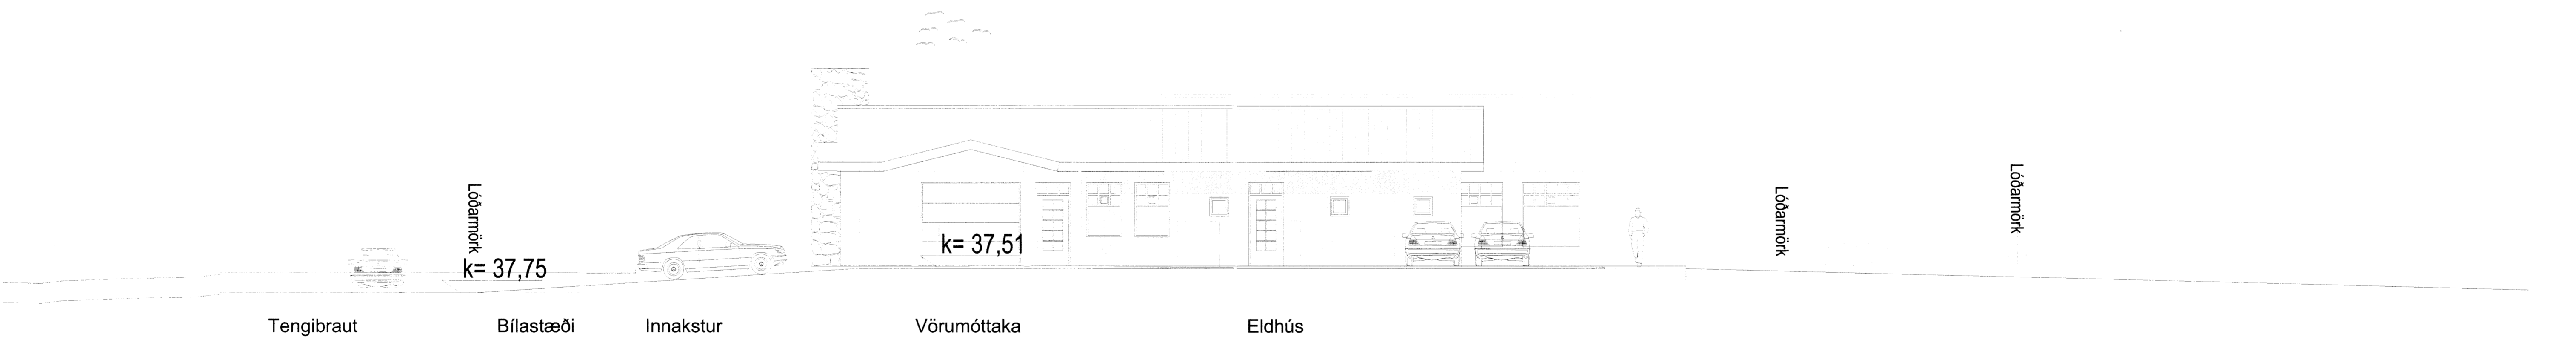 Lóðarmörk
k= 37,75
k= 37,51
Lóðarmörk
Lóðarmörk
Tengibraut
Bílastæði
Innakstur
Vörumóttaka
Eldhús